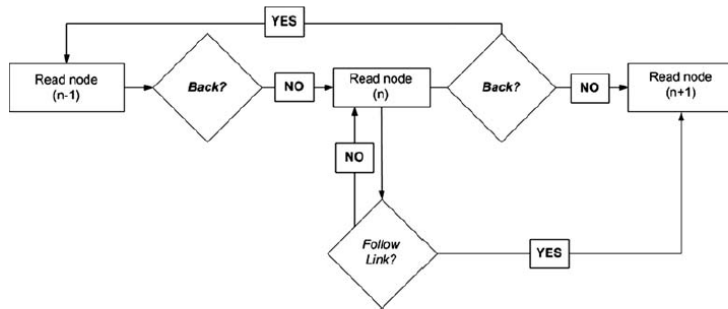 YES
Read node
(n-1)
Back?
NO
Read node
(n)
Back?
NO
Read node
(n+1)
NO
Follow
Link?
YES